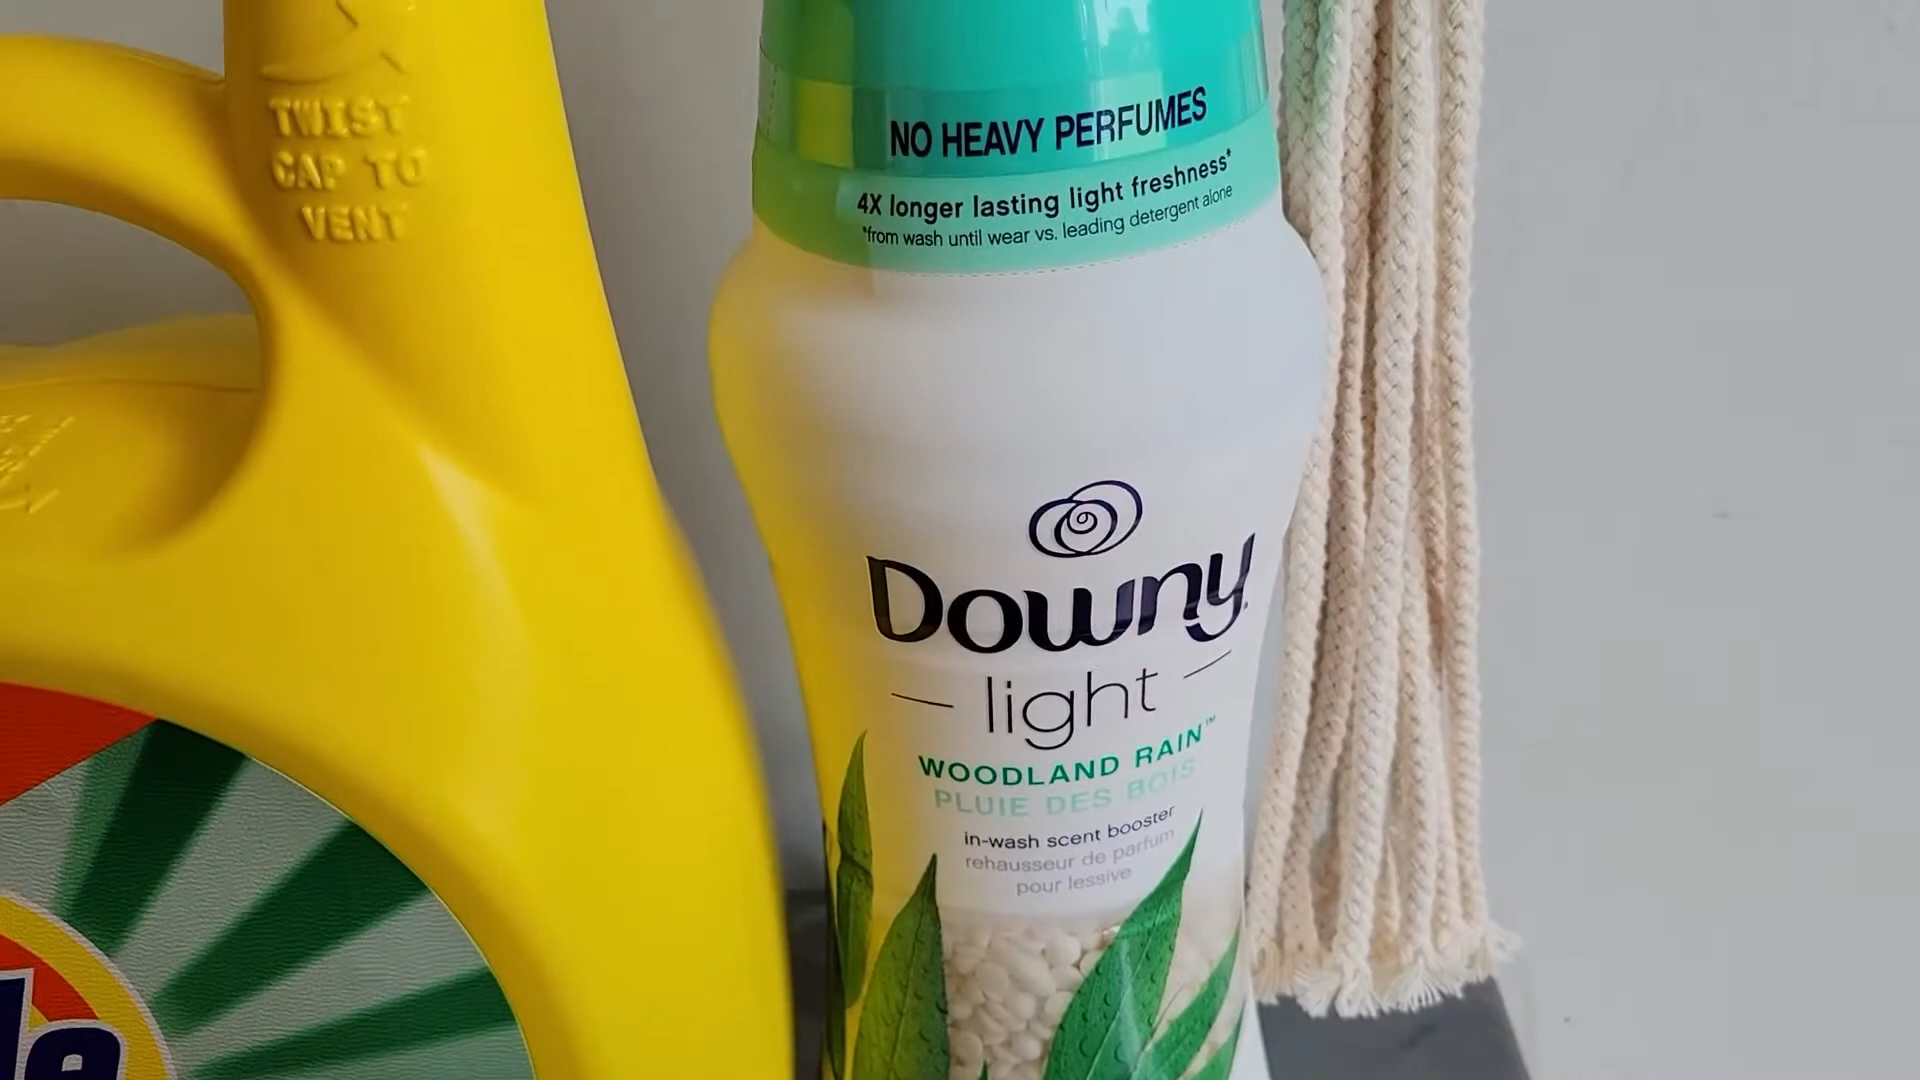 TWIST
CAP TO
VENT
NO HEAVY PERFUMES
4X longer lasting light freshness*
*from wash until wear vs. leading detergent alone
Downy
light
WOODLAND RAIN™
PLUIE DES BOIS
in-wash scent booster
rehausseur de parfum
pour lessive
de